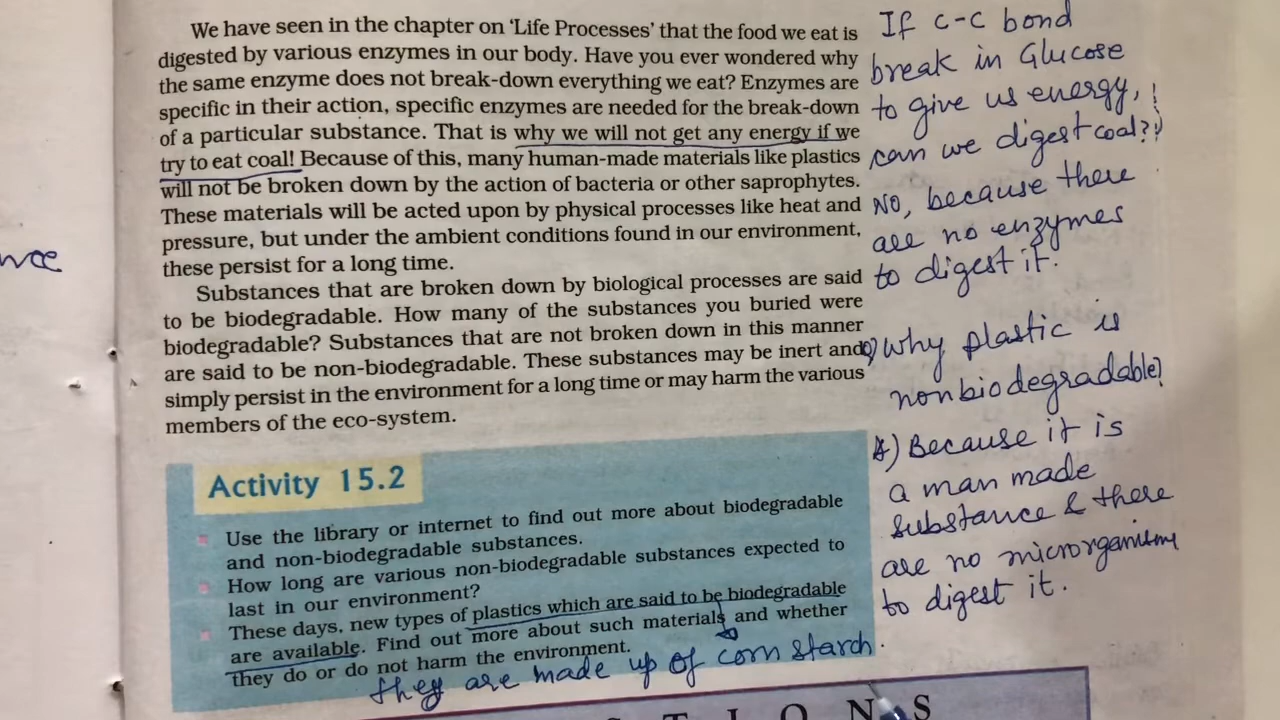 We have seen in the chapter on 'Life Processes' that the food we eat is
digested by various enzymes in our body. Have you ever wondered why
the same enzyme does not break-down everything we eat? Enzymes are
specific in their action, specific enzymes are needed for the break-down
of a particular substance. That is why we will not get any energy if we
try to eat coal! Because of this, many human-made materials like plastics
will not be broken down by the action of bacteria or other saprophytes.
These materials will be acted upon by physical processes like heat and
pressure, but under the ambient conditions found in our environment,
these persist for a long time.
Substances that are broken down by biological processes are said
to be biodegradable. How many of the substances you buried were
biodegradable? Substances that are not broken down in this manner
are said to be non-biodegradable. These substances may be inert and
simply persist in the environment for a long time or may harm the various
members of the eco-system.
Activity 15.2
Use the library or internet to find out more about biodegradable
and non-biodegradable substances.
How long are various non-biodegradable substances expected to
last in our environment?
These days, new types of plastics which are said to be biodegradable
are available. Find out more about such materials and whether
they do or do not harm the environment.
they are made up of corn starch.
If c-c bond
break in Glucose
to give us energy,
can we digest coal??
NO, because there
are no enzymes
to digest it.
Q) why plastic is
nonbiodegradable?
A) Because it is
a man made
substance & there
are no microrganisms
to digest it.
T I O N S